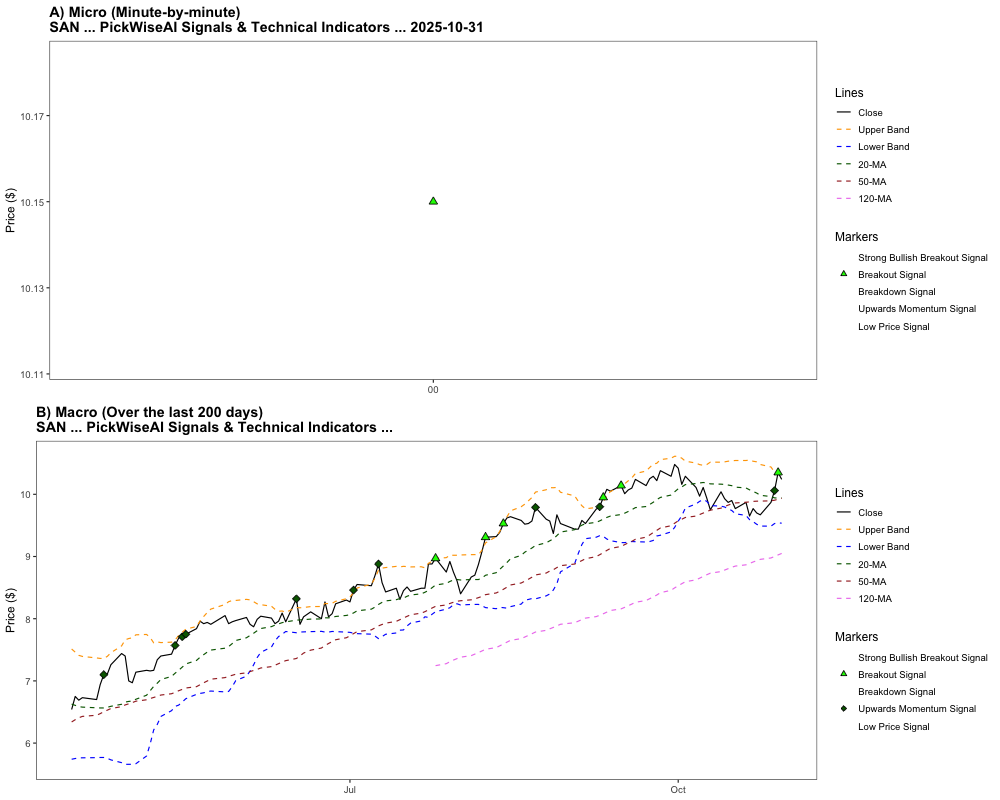 A) Micro (Minute-by-minute)
SAN ... PickWiseAI Signals & Technical Indicators ... 2025-10-31
Price ($)
10.17
10.15
10.13
10.11
00
Lines
Close
Upper Band
Lower Band
20-MA
50-MA
120-MA
Markers
Strong Bullish Breakout Signal
Breakout Signal
Breakdown Signal
Upwards Momentum Signal
Low Price Signal
B) Macro (Over the last 200 days)
SAN ... PickWiseAI Signals & Technical Indicators ...
Price ($)
10
9
8
7
6
Jul
Oct
Lines
Close
Upper Band
Lower Band
20-MA
50-MA
120-MA
Markers
Strong Bullish Breakout Signal
Breakout Signal
Breakdown Signal
Upwards Momentum Signal
Low Price Signal